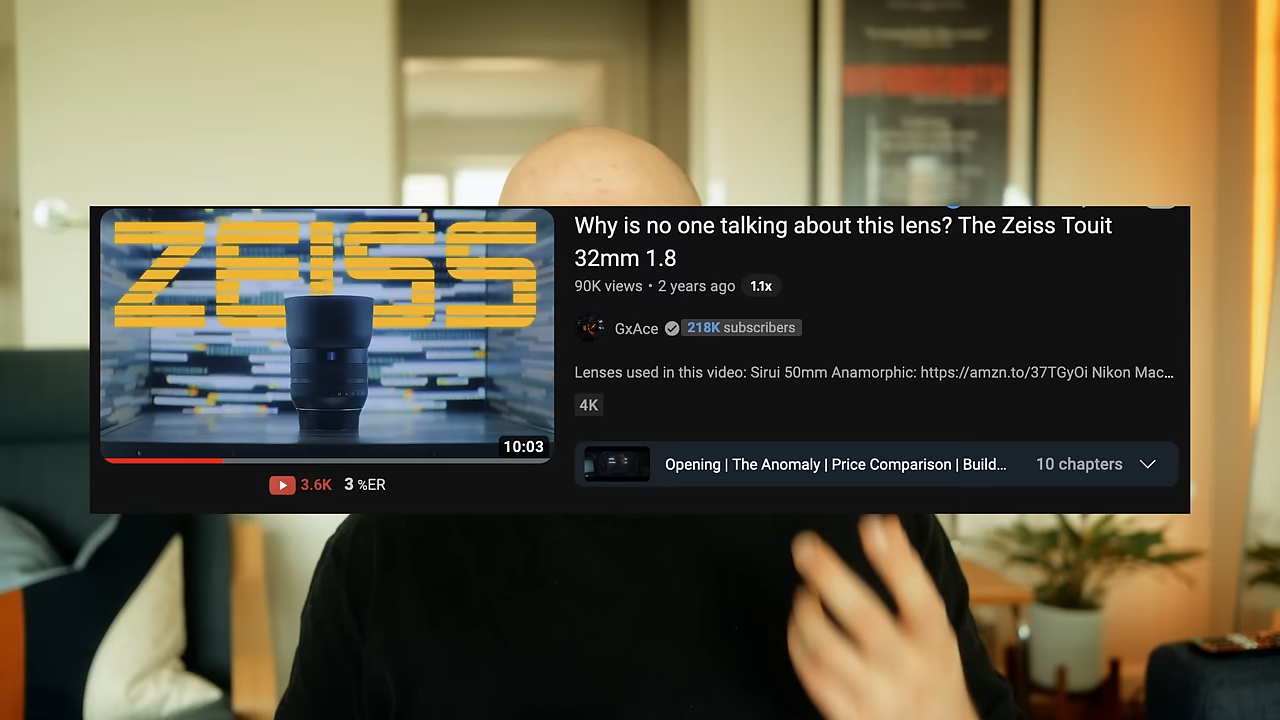 ZEISS
10:03
3.6K 3 %ER
Why is no one talking about this lens? The Zeiss Touit
32mm 1.8
90K views • 2 years ago 1.1x
GxAce 218K subscribers
Lenses used in this video: Sirui 50mm Anamorphic: https://amzn.to/37TGyOi Nikon Mac…
4K
Opening | The Anomaly | Price Comparison | Build… 10 chapters